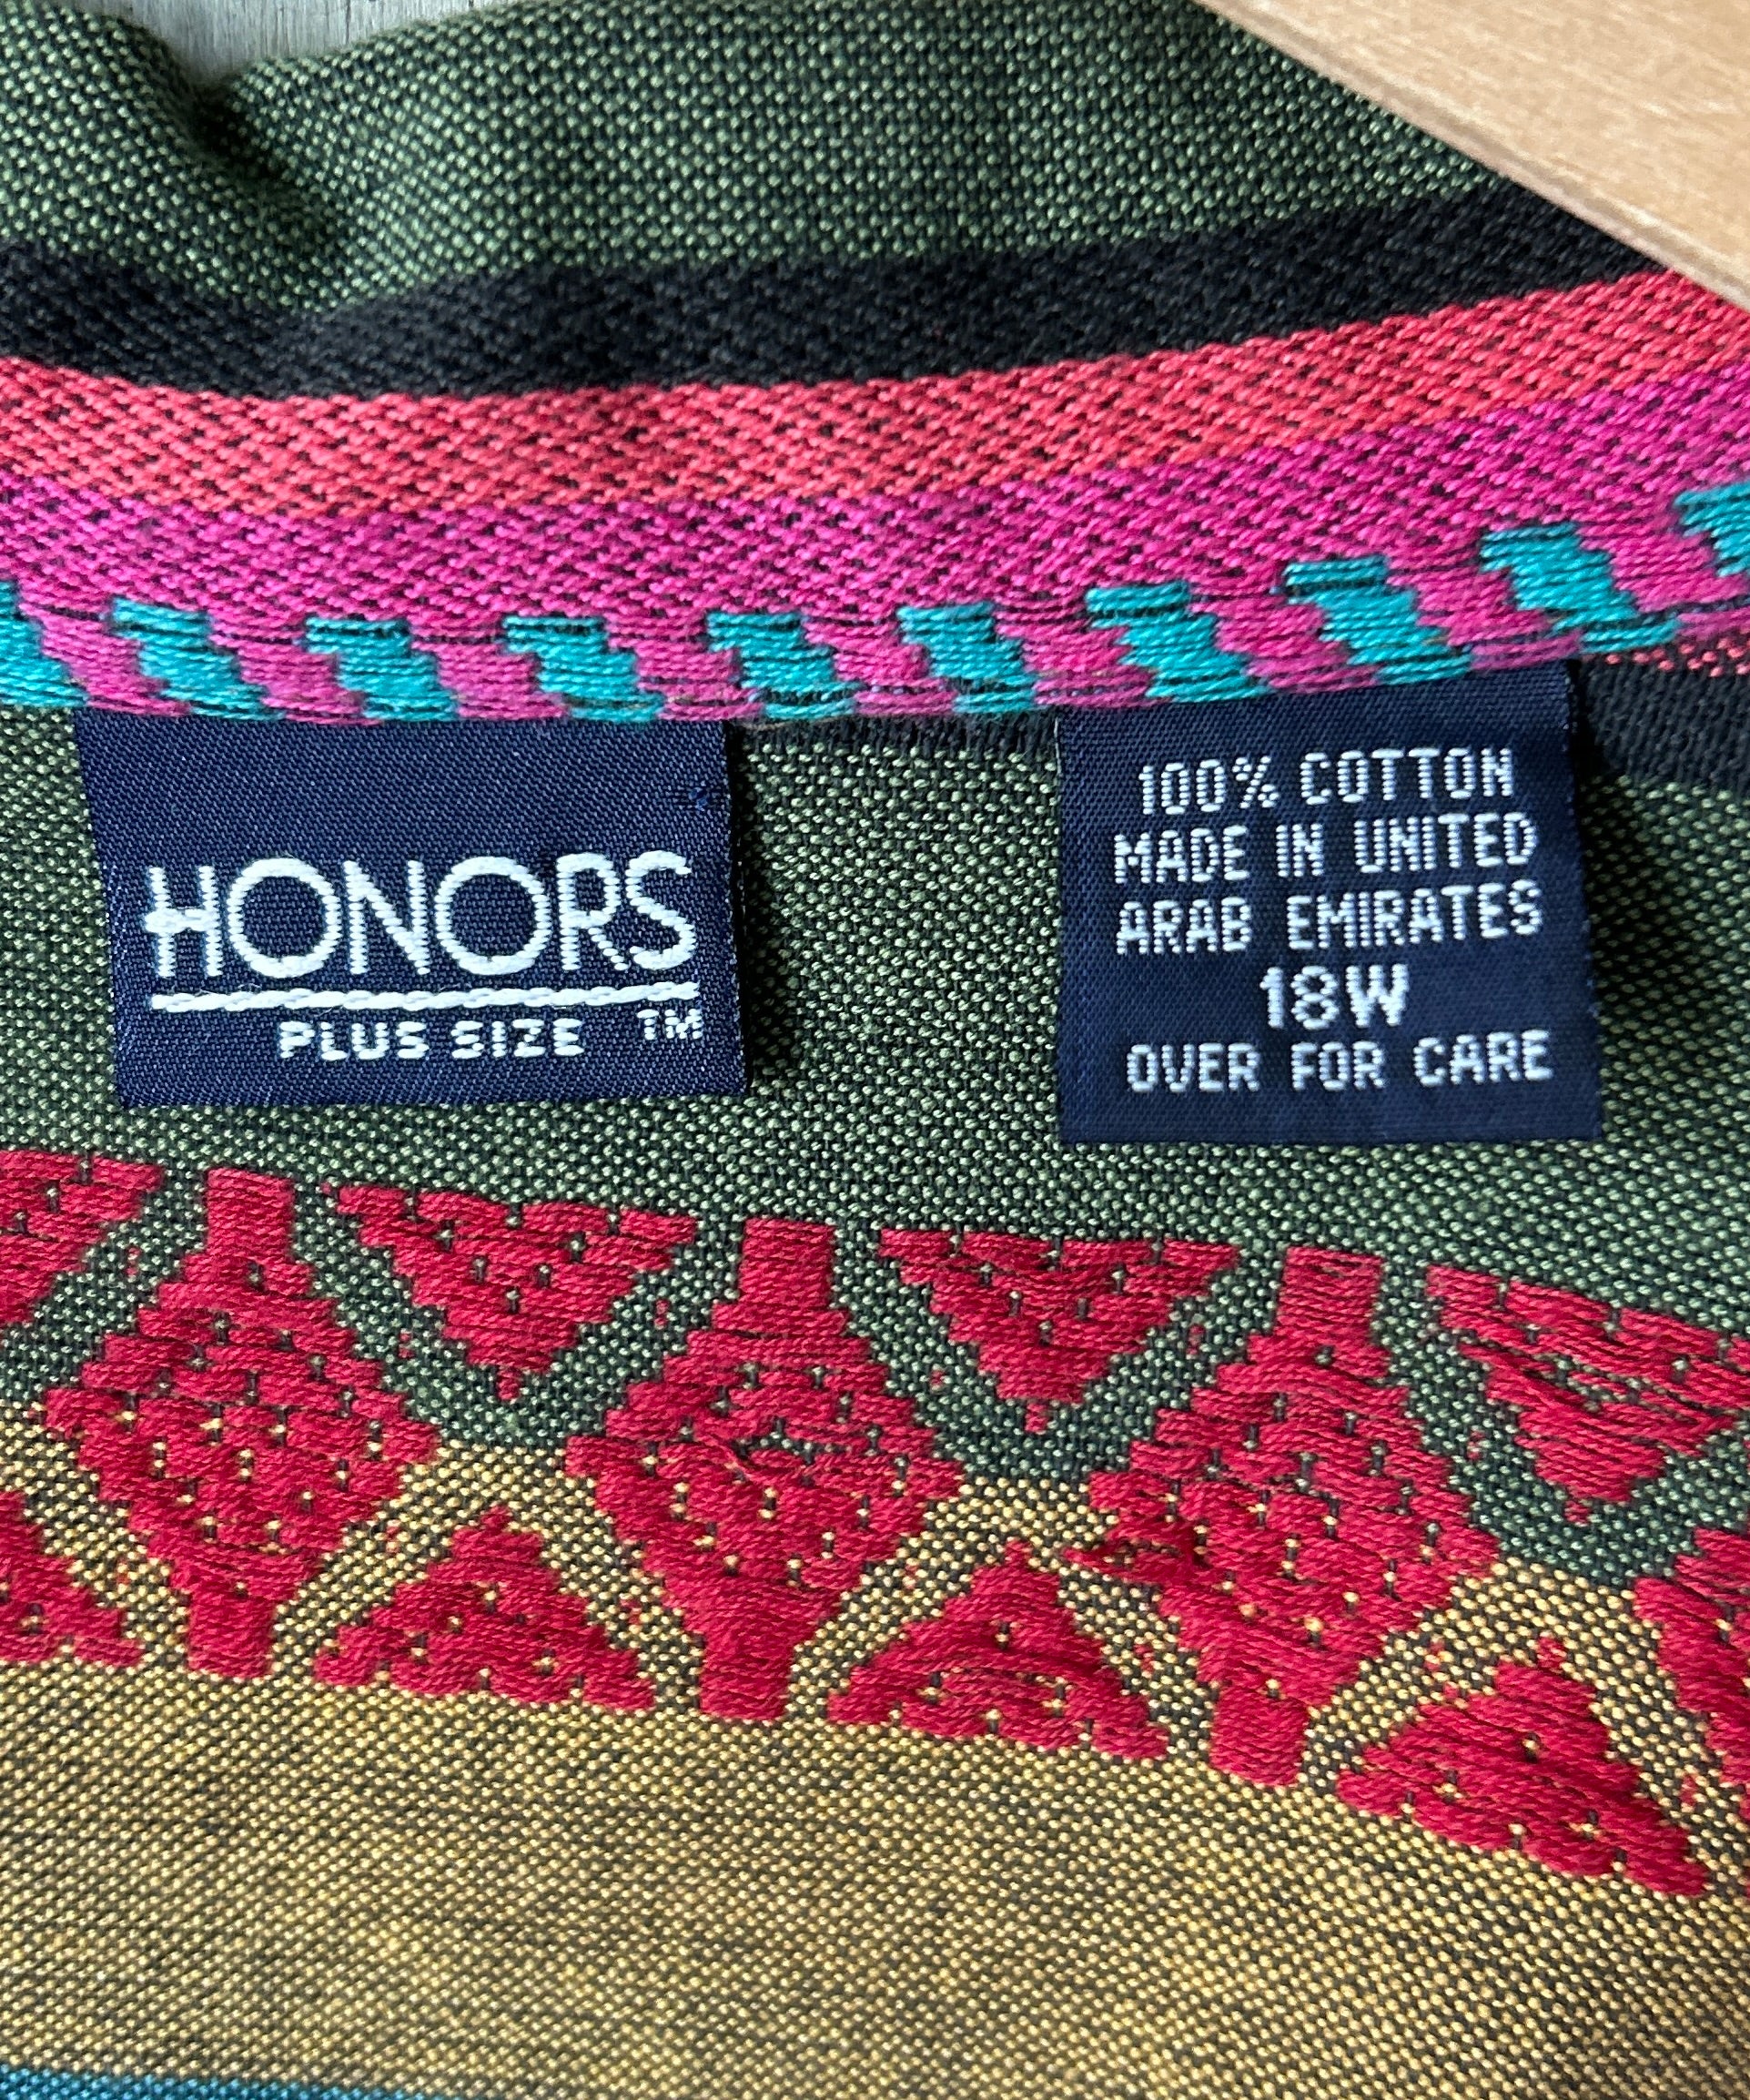 HONORS
PLUS SIZE ™
100% COTTON
MADE IN UNITED
ARAB EMIRATES
18W
OVER FOR CARE